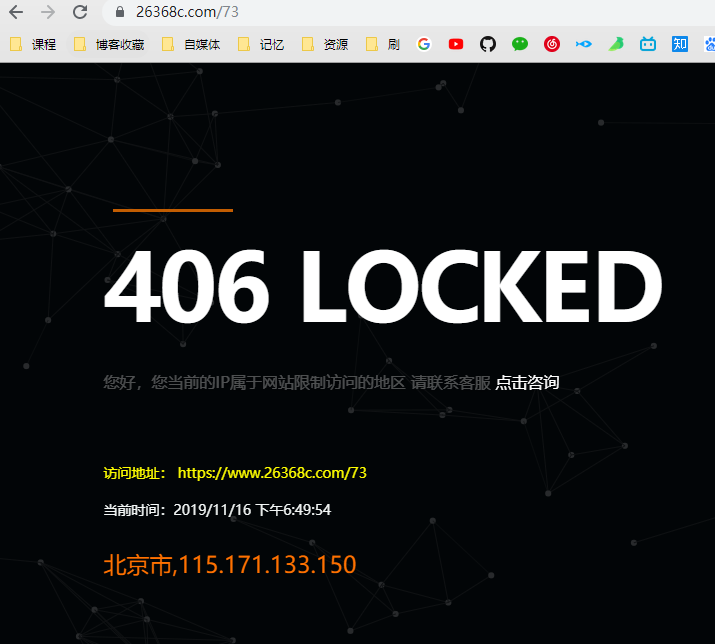 26368c.com/73
课程 博客收藏 自媒体 记忆 资源 刷
知
406 LOCKED
您好，您当前的IP属于网站限制访问的地区 请联系客服 点击咨询
访问地址： https://www.26368c.com/73
当前时间：2019/11/16 下午6:49:54
北京市,115.171.133.150